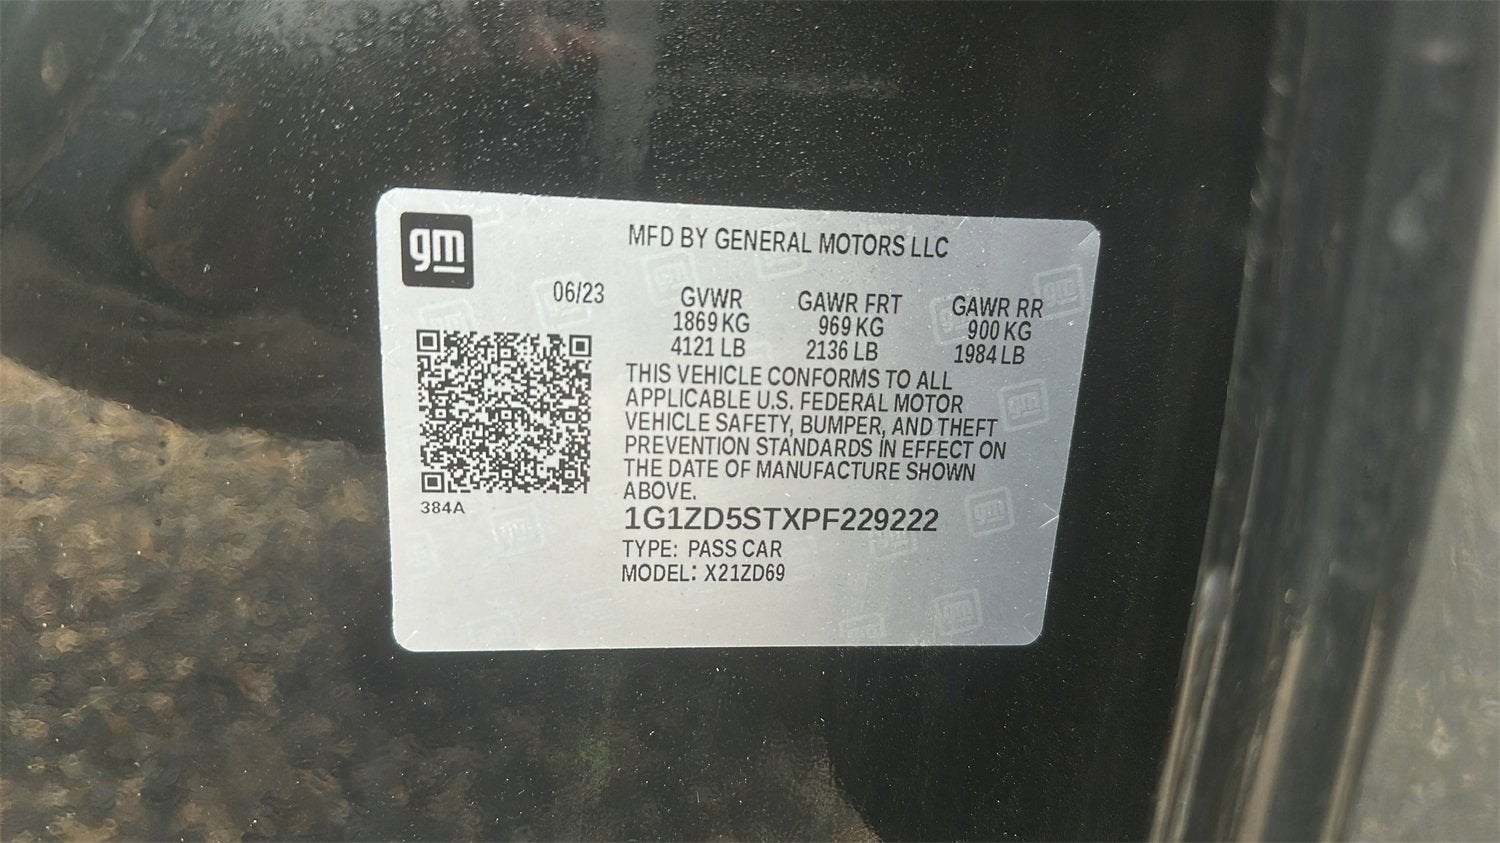 gm
MFD BY GENERAL MOTORS LLC
06/23
GVWR GAWR FRT GAWR RR
1869 KG 969 KG 900 KG
4121 LB 2136 LB 1984 LB
THIS VEHICLE CONFORMS TO ALL
APPLICABLE U.S. FEDERAL MOTOR
VEHICLE SAFETY, BUMPER, AND THEFT
PREVENTION STANDARDS IN EFFECT ON
THE DATE OF MANUFACTURE SHOWN
ABOVE.
384A
1G1ZD5STXPF229222
TYPE: PASS CAR
MODEL: X21ZD69